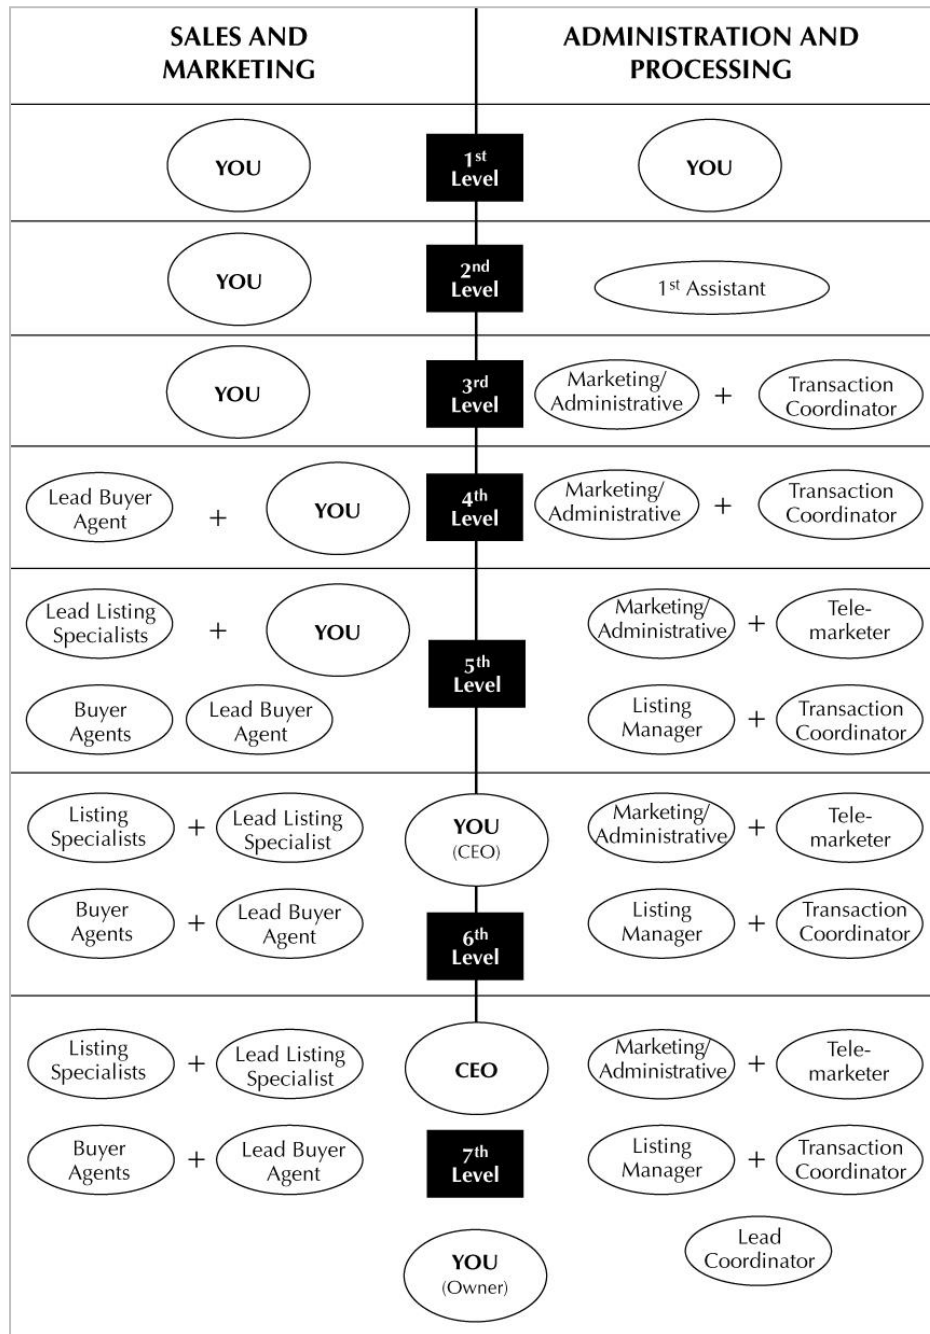 SALES AND
MARKETING
ADMINISTRATION AND
PROCESSING
YOU
1st
Level
YOU
YOU
2nd
Level
1st Assistant
YOU
3rd
Level
Marketing/
Administrative
+
Transaction
Coordinator
Lead Buyer
Agent
+
YOU
4th
Level
Marketing/
Administrative
+
Transaction
Coordinator
Lead Listing
Specialists
+
YOU
Buyer
Agents
Lead Buyer
Agent
5th
Level
Marketing/
Administrative
+
Tele-
marketer
Listing
Manager
+
Transaction
Coordinator
Listing
Specialists
+
Lead Listing
Specialist
Buyer
Agents
+
Lead Buyer
Agent
YOU
(CEO)
6th
Level
Marketing/
Administrative
+
Tele-
marketer
Listing
Manager
+
Transaction
Coordinator
Listing
Specialists
+
Lead Listing
Specialist
Buyer
Agents
+
Lead Buyer
Agent
CEO
7th
Level
YOU
(Owner)
Marketing/
Administrative
+
Tele-
marketer
Listing
Manager
+
Transaction
Coordinator
Lead
Coordinator